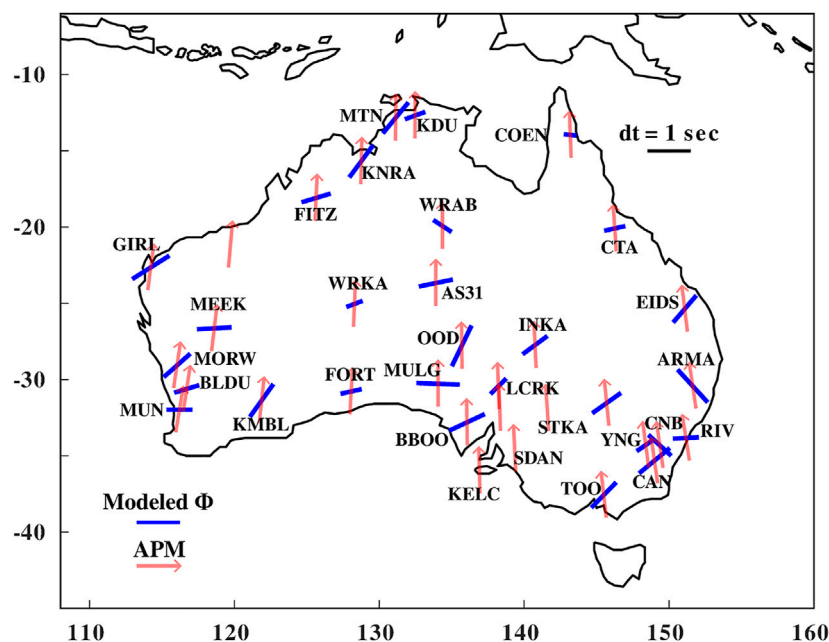 -10
-20
-30
-40
110
120
130
140
150
160
MTN
KDU
COEN
dt = 1 sec
KNRA
FITZ
WRAB
CTA
GIRL
WRKA
AS31
MEEK
EIDS
OOD
INKA
MORW
ARMA
BLDU
FORT
MULG
LCRK
MUN
KMBL
STKA
CNB
RIV
BBOO
YNG
SDAN
CAN
KELC
TOO
Modeled Φ
APM